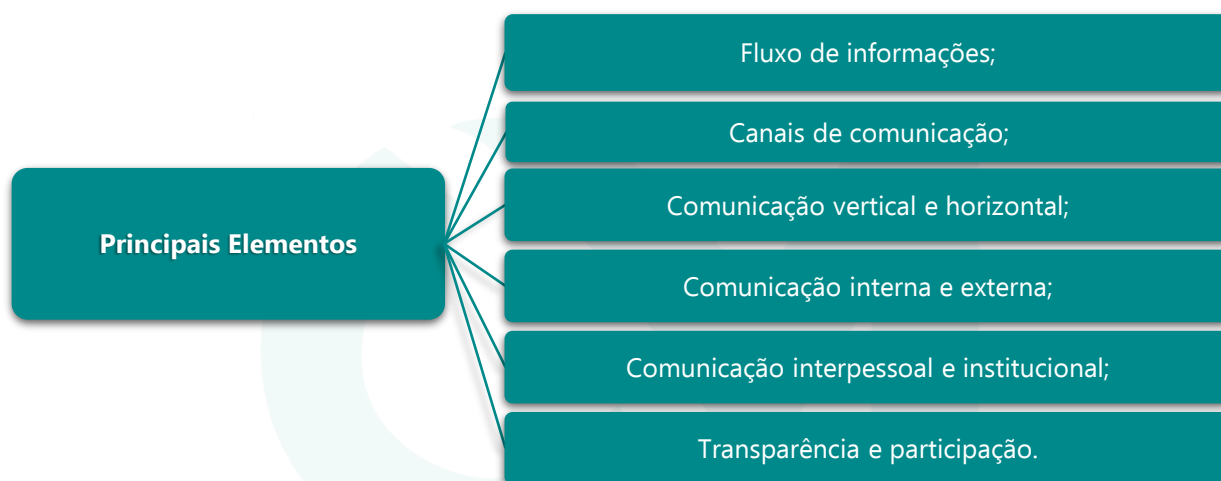 Fluxo de informações;
Canais de comunicação;
Comunicação vertical e horizontal;
Principais Elementos
Comunicação interna e externa;
Comunicação interpessoal e institucional;
Transparência e participação.